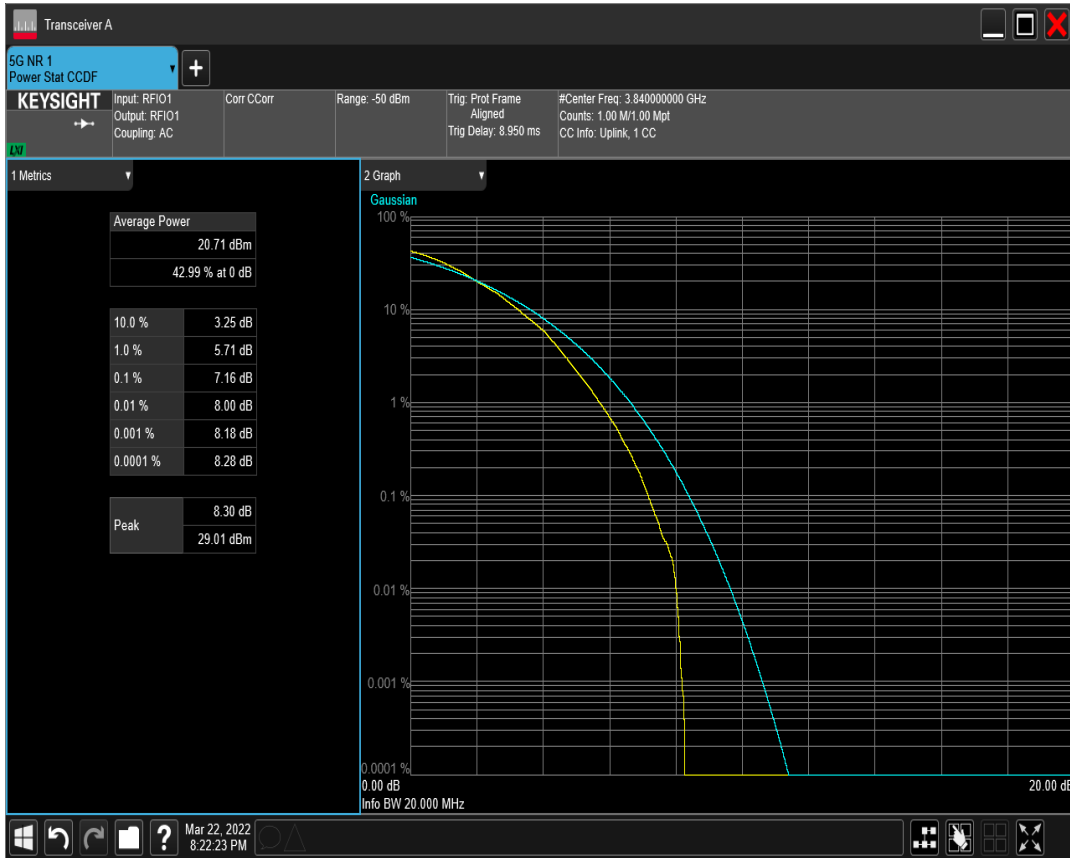 Transceiver A
5G NR 1
Power Stat CCDF
KEYSIGHT
LXI
Input: RFIO1
Output: RFIO1
Coupling: AC
Corr CCorr
Range: -50 dBm
Trig: Prot Frame
Aligned
Trig Delay: 8.950 ms
#Center Freq: 3.840000000 GHz
Counts: 1.00 M/1.00 Mpt
CC Info: Uplink, 1 CC
1 Metrics
Average Power
20.71 dBm
42.99 % at 0 dB
10.0 % 3.25 dB
1.0 % 5.71 dB
0.1 % 7.16 dB
0.01 % 8.00 dB
0.001 % 8.18 dB
0.0001 % 8.28 dB
Peak
8.30 dB
29.01 dBm
2 Graph
Gaussian
100 %
10 %
1 %
0.1 %
0.01 %
0.001 %
0.0001 %
0.00 dB 20.00 dB
Info BW 20.000 MHz
?
Mar 22, 2022
8:22:23 PM